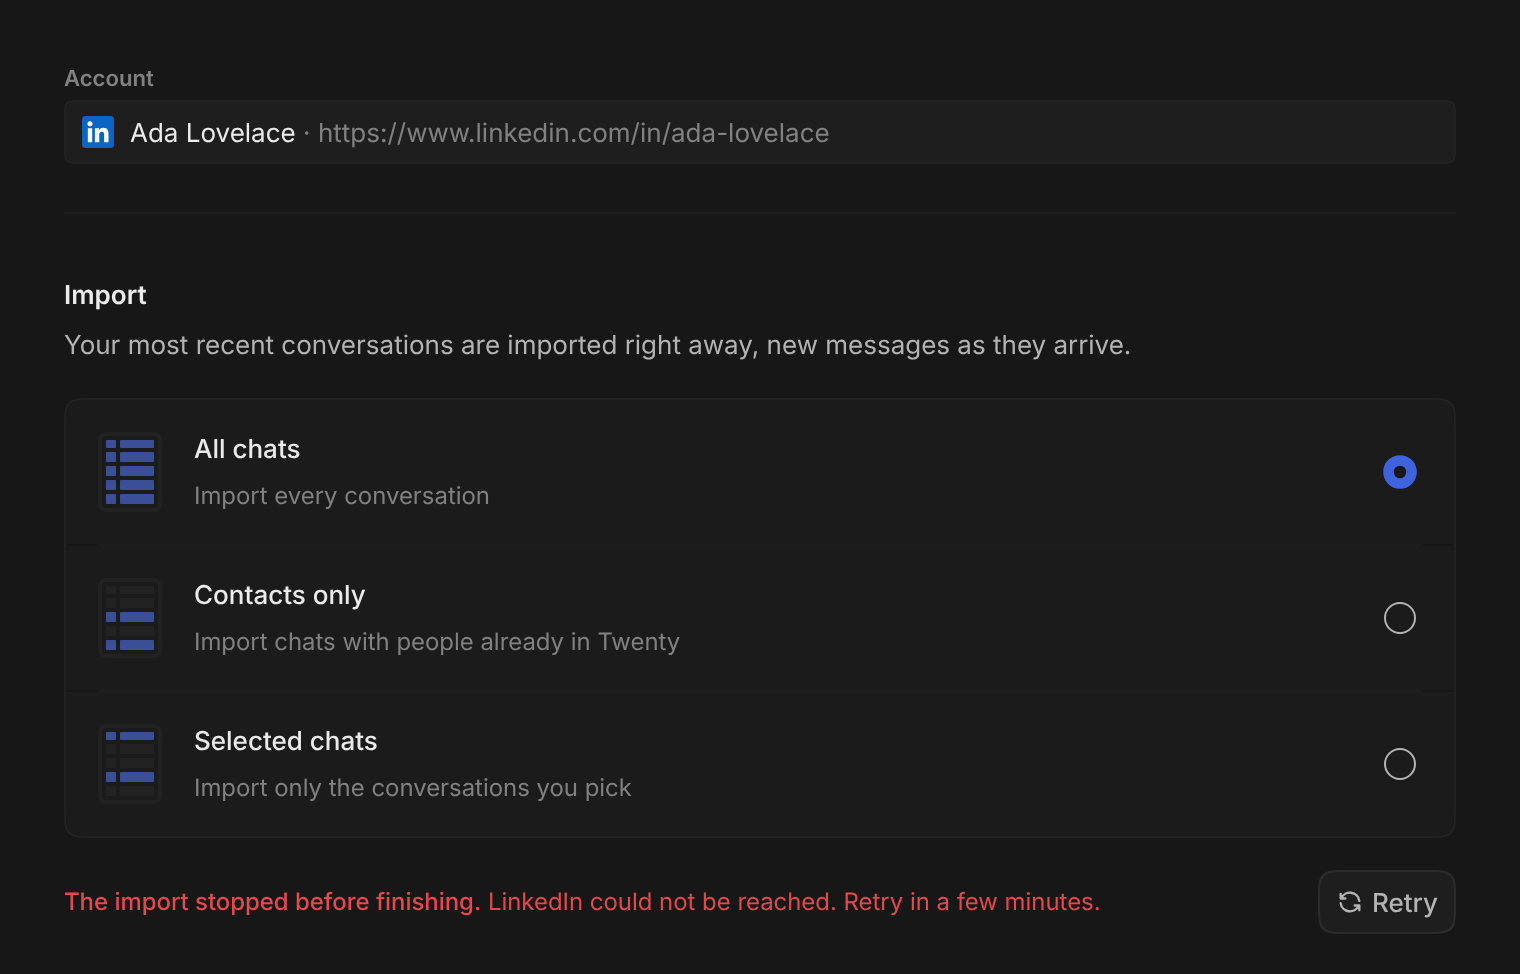 Account
in Ada Lovelace · https://www.linkedin.com/in/ada-lovelace
Import
Your most recent conversations are imported right away, new messages as they arrive.
All chats
Import every conversation
Contacts only
Import chats with people already in Twenty
Selected chats
Import only the conversations you pick
The import stopped before finishing. LinkedIn could not be reached. Retry in a few minutes.
Retry